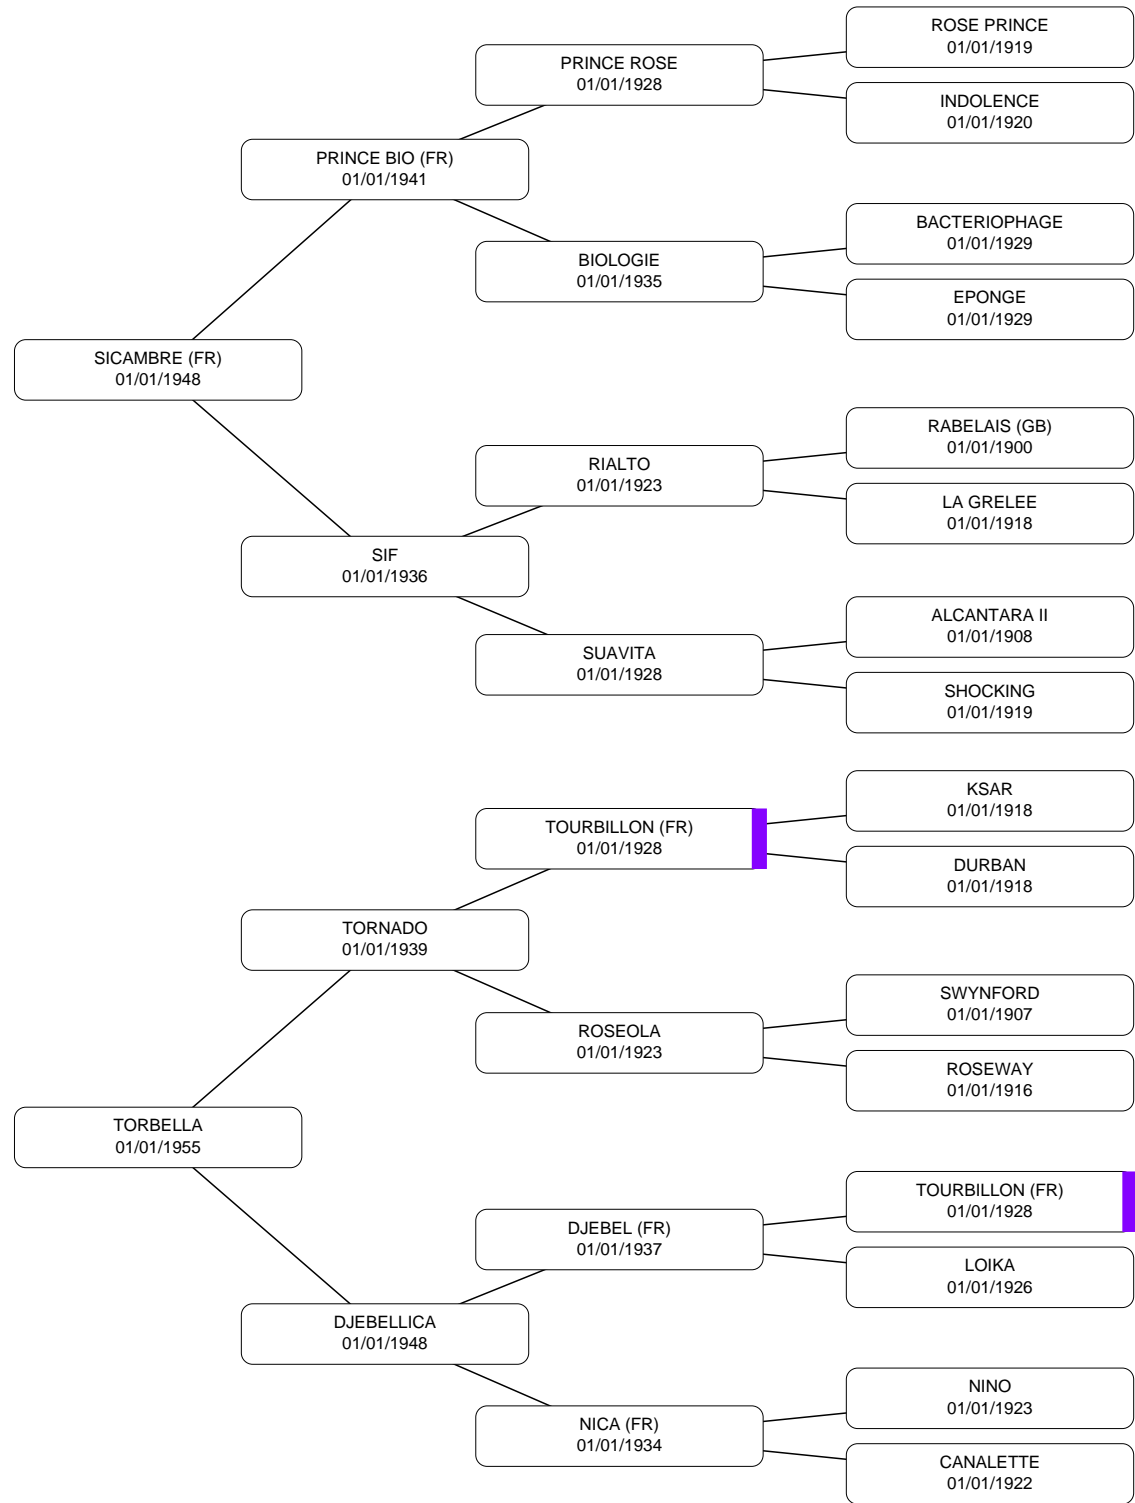 ROSE PRINCE
01/01/1919
PRINCE ROSE
01/01/1928
INDOLENCE
01/01/1920
PRINCE BIO (FR)
01/01/1941
BACTERIOPHAGE
01/01/1929
BIOLOGIE
01/01/1935
EPONGE
01/01/1929
SICAMBRE (FR)
01/01/1948
RABELAIS (GB)
01/01/1900
RIALTO
01/01/1923
LA GRELEE
01/01/1918
SIF
01/01/1936
ALCANTARA II
01/01/1908
SUAVITA
01/01/1928
SHOCKING
01/01/1919
KSAR
01/01/1918
TOURBILLON (FR)
01/01/1928
DURBAN
01/01/1918
TORNADO
01/01/1939
SWYNFORD
01/01/1907
ROSEOLA
01/01/1923
ROSEWAY
01/01/1916
TORBELLA
01/01/1955
TOURBILLON (FR)
01/01/1928
DJEBEL (FR)
01/01/1937
LOIKA
01/01/1926
DJEBELLICA
01/01/1948
NINO
01/01/1923
NICA (FR)
01/01/1934
CANALETTE
01/01/1922